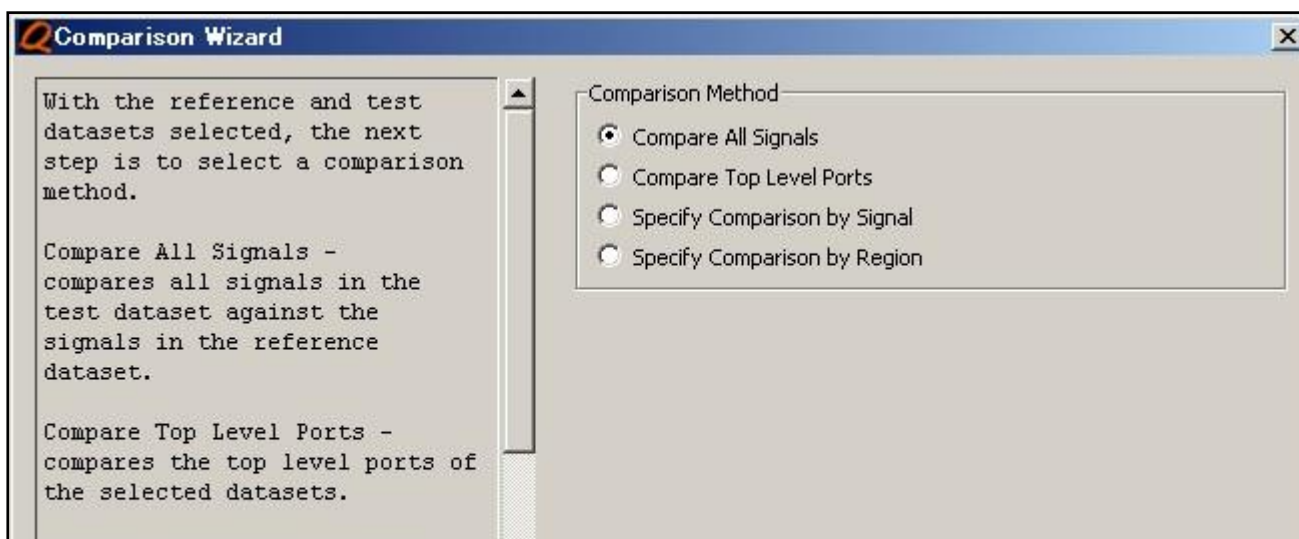 Comparison Wizard
With the reference and test
datasets selected, the next
step is to select a comparison
method.
Compare All Signals -
compares all signals in the
test dataset against the
signals in the reference
dataset.
Compare Top Level Ports -
compares the top level ports of
the selected datasets.
Comparison Method
Compare All Signals
Compare Top Level Ports
Specify Comparison by Signal
Specify Comparison by Region